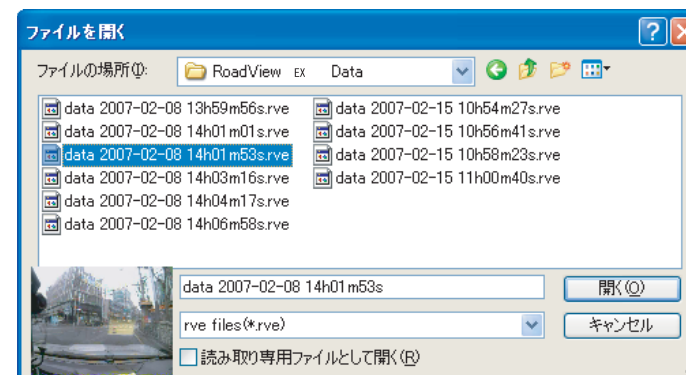 ファイルを開く
ファイルの場所(I): RoadView EX Data
data 2007-02-08 13h59m56s.rve
data 2007-02-08 14h01m01s.rve
data 2007-02-08 14h01m53s.rve
data 2007-02-08 14h03m16s.rve
data 2007-02-08 14h04m17s.rve
data 2007-02-08 14h06m58s.rve
data 2007-02-15 10h54m27s.rve
data 2007-02-15 10h56m41s.rve
data 2007-02-15 10h58m23s.rve
data 2007-02-15 11h00m40s.rve
data 2007-02-08 14h01m53s
開く(O)
rve files(*.rve)
キャンセル
読み取り専用ファイルとして開く(R)